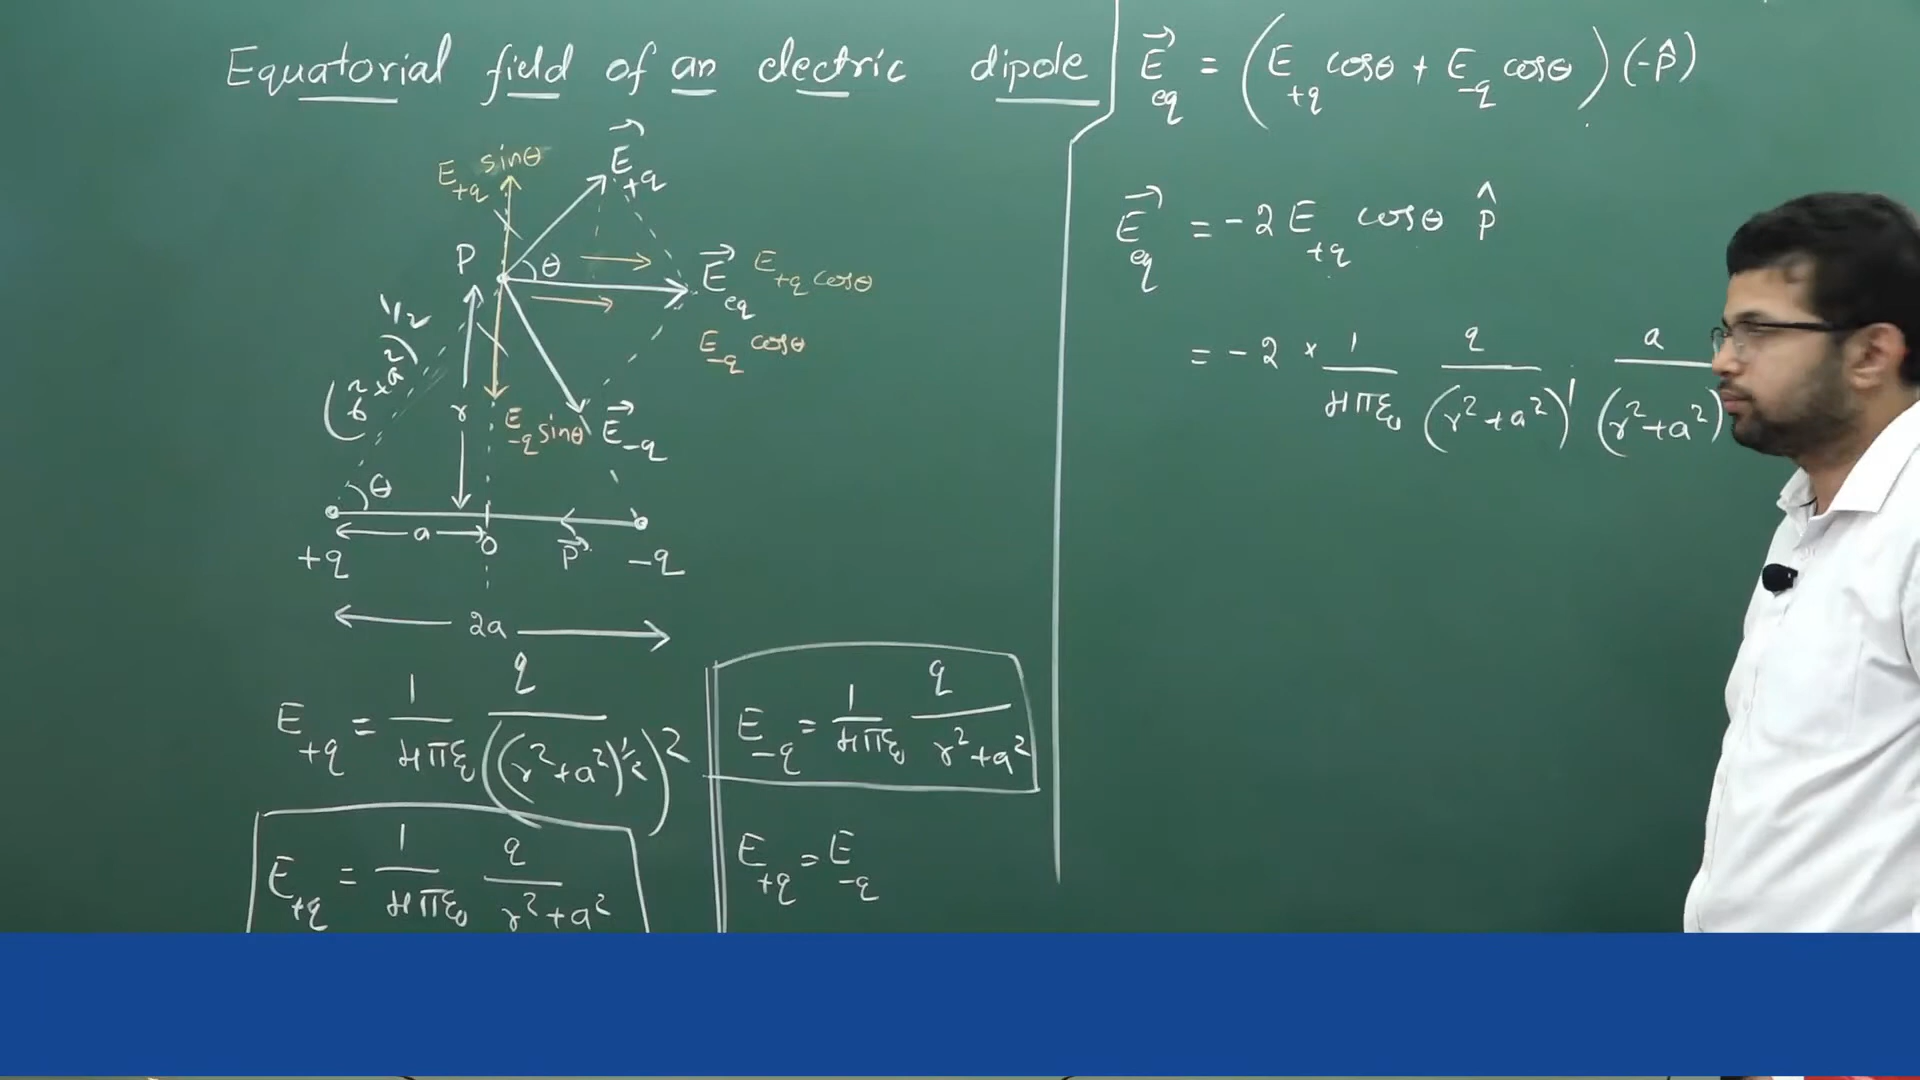 Equatorial field of an electric dipole
E+q sinθ
E⃗+q
P
θ
E⃗eq
E+q cosθ
E-q cosθ
(r²+a²)^1/2
r
E-q sinθ
E⃗-q
θ
a
O
P⃗
+q
-q
2a
E+q = 1/4πε₀ q/((r²+a²)^1/2)²
E+q = 1/4πε₀ q/r²+a²
E-q = 1/4πε₀ q/r²+a²
E+q = E-q
E⃗eq = (E+q cosθ + E-q cosθ)(-P̂)
E⃗eq = -2 E+q cosθ P̂
= -2 × 1/4πε₀ q/(r²+a²)¹ a/(r²+a²)